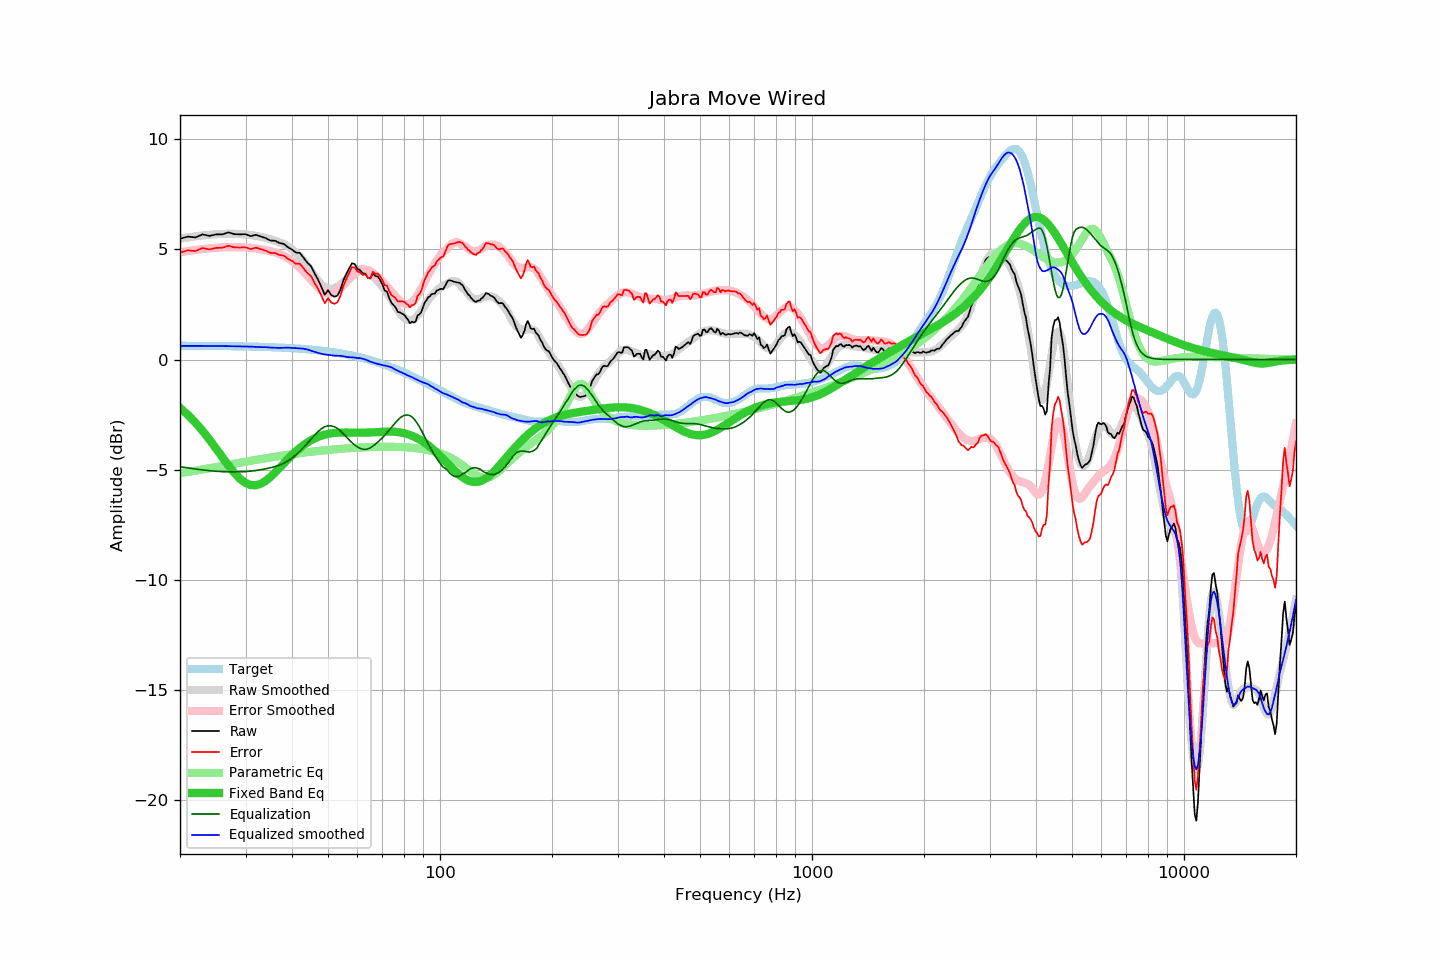 Jabra Move Wired
10
5
0
−5
−10
−15
−20
Amplitude (dBr)
Target
Raw Smoothed
Error Smoothed
Raw
Error
Parametric Eq
Fixed Band Eq
Equalization
Equalized smoothed
100
1000
10000
Frequency (Hz)